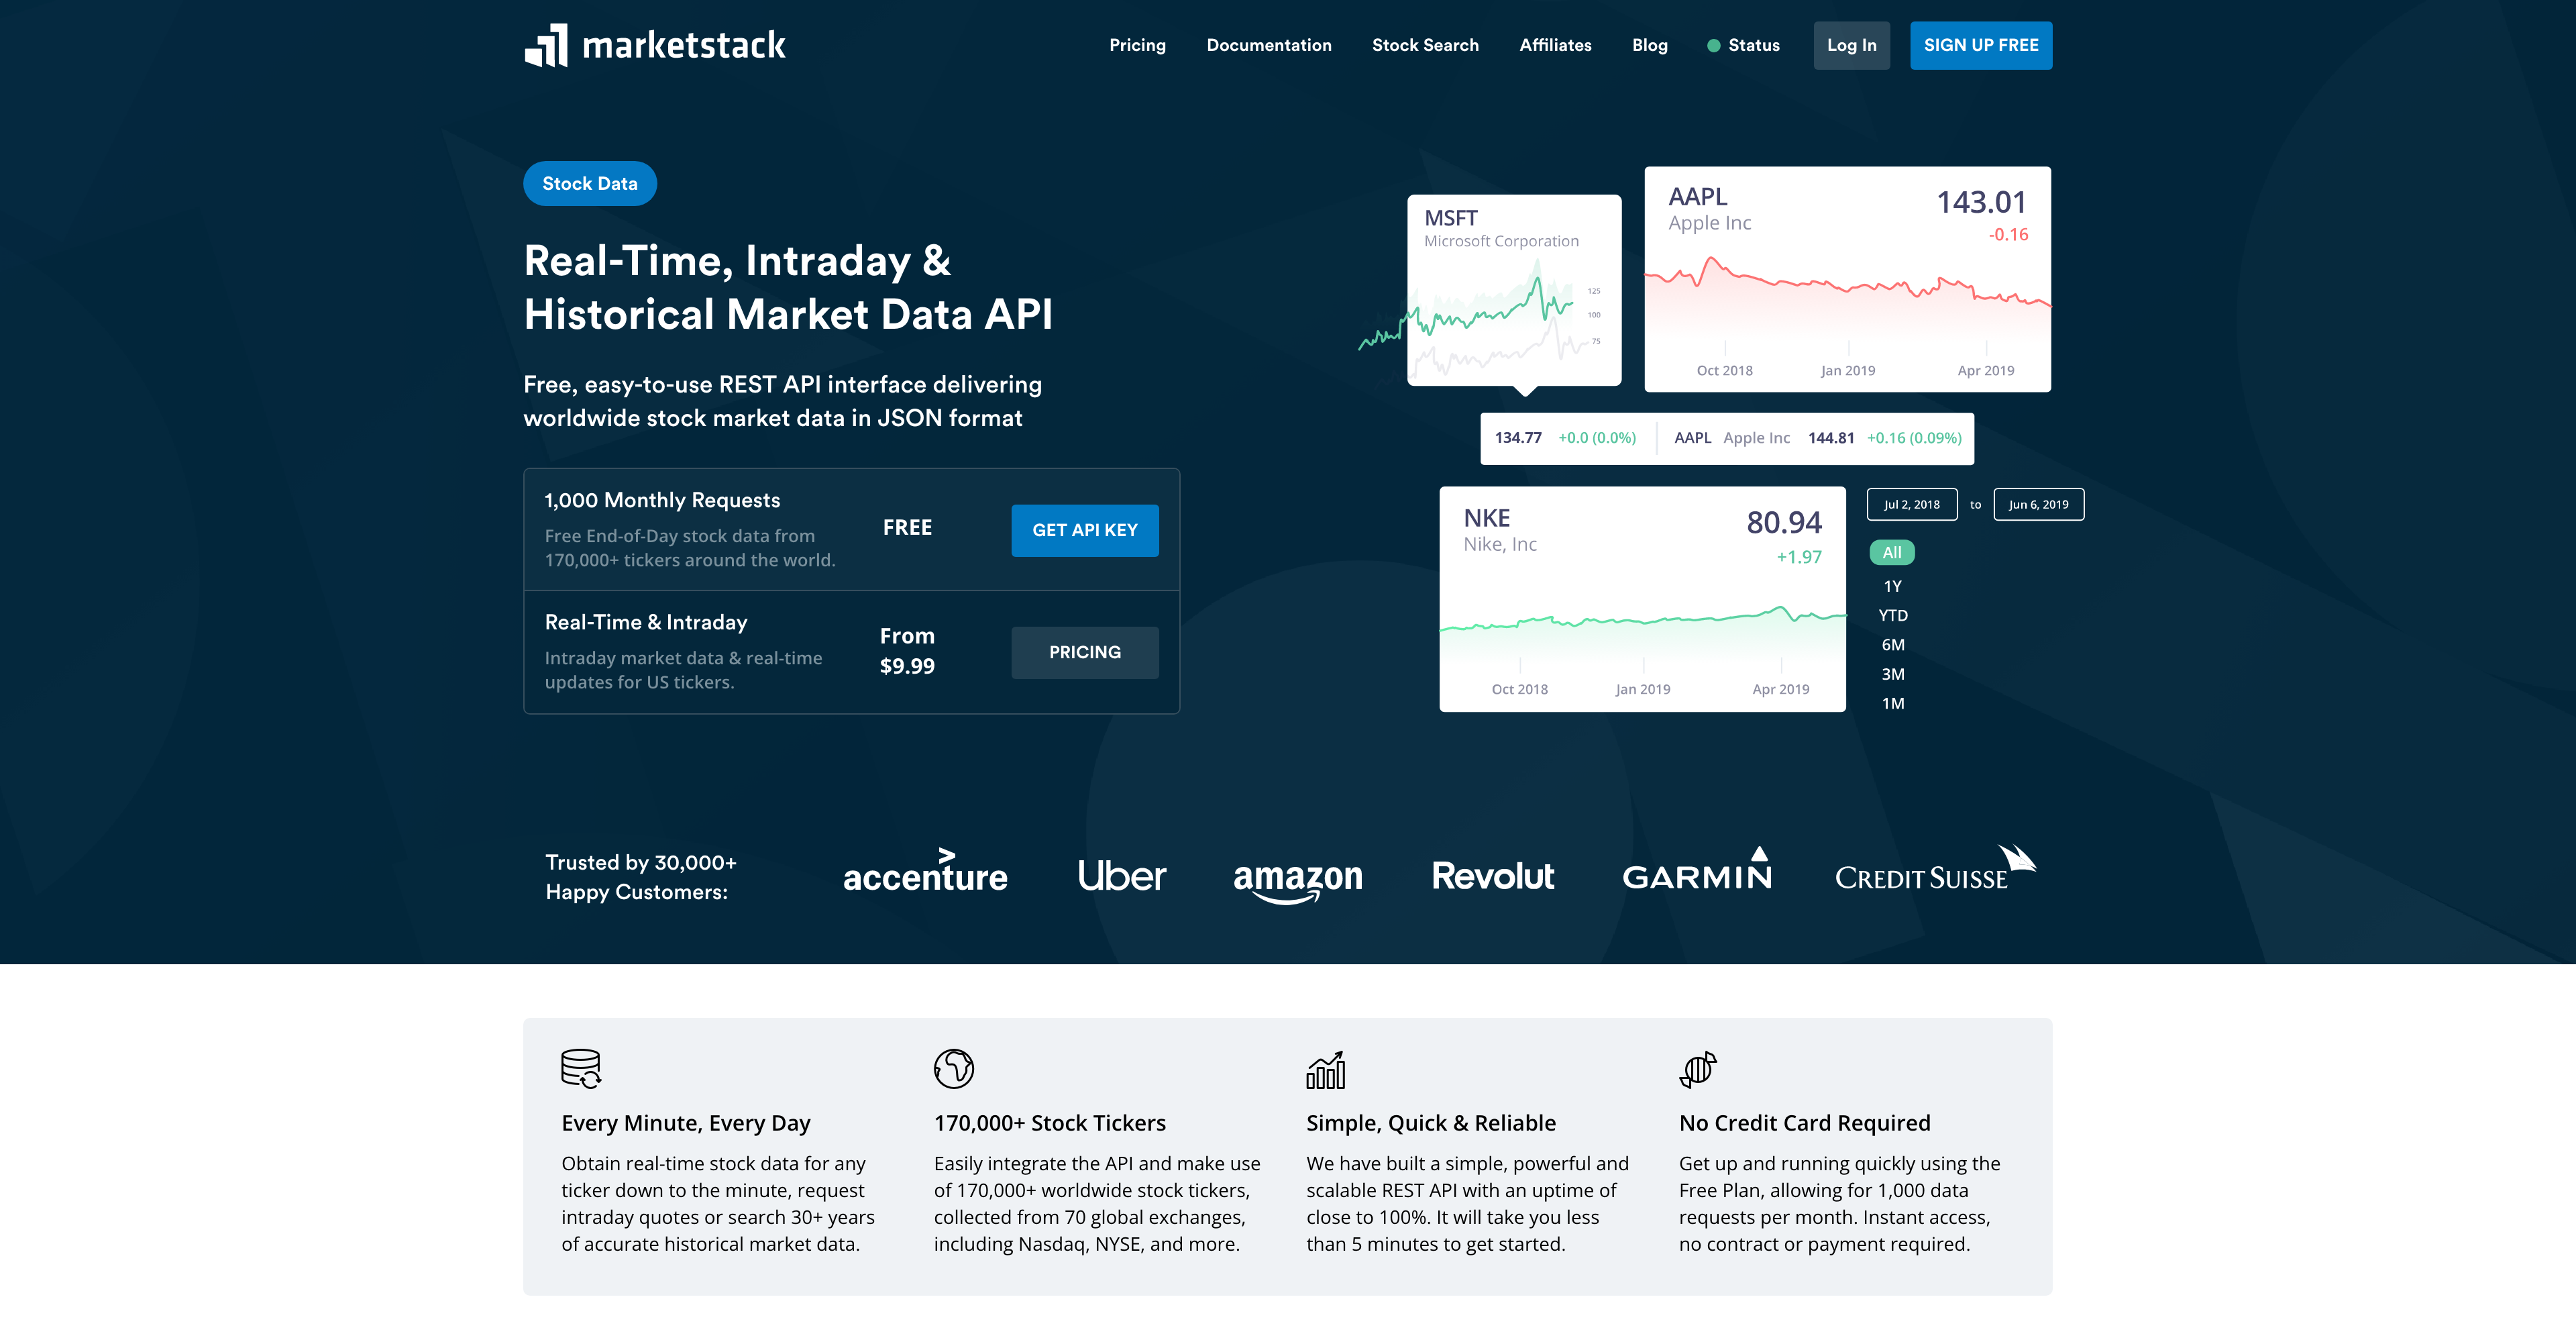 marketstack
Pricing
Documentation
Stock Search
Affiliates
Blog
Status
Log In
SIGN UP FREE
Stock Data
Real-Time, Intraday &
Historical Market Data API
Free, easy-to-use REST API interface delivering
worldwide stock market data in JSON format
1,000 Monthly Requests
Free End-of-Day stock data from
170,000+ tickers around the world.
FREE
GET API KEY
Real-Time & Intraday
Intraday market data & real-time
updates for US tickers.
From
$9.99
PRICING
MSFT
Microsoft Corporation
125
100
75
AAPL
Apple Inc
143.01
-0.16
Oct 2018
Jan 2019
Apr 2019
134.77 +0.0 (0.0%)
AAPL Apple Inc 144.81 +0.16 (0.09%)
NKE
Nike, Inc
80.94
+1.97
Oct 2018
Jan 2019
Apr 2019
Jul 2, 2018 to Jun 6, 2019
All
1Y
YTD
6M
3M
1M
Trusted by 30,000+
Happy Customers:
accenture
Uber
amazon
Revolut
GARMIN
CREDIT SUISSE
Every Minute, Every Day
Obtain real-time stock data for any
ticker down to the minute, request
intraday quotes or search 30+ years
of accurate historical market data.
170,000+ Stock Tickers
Easily integrate the API and make use
of 170,000+ worldwide stock tickers,
collected from 70 global exchanges,
including Nasdaq, NYSE, and more.
Simple, Quick & Reliable
We have built a simple, powerful and
scalable REST API with an uptime of
close to 100%. It will take you less
than 5 minutes to get started.
No Credit Card Required
Get up and running quickly using the
Free Plan, allowing for 1,000 data
requests per month. Instant access,
no contract or payment required.